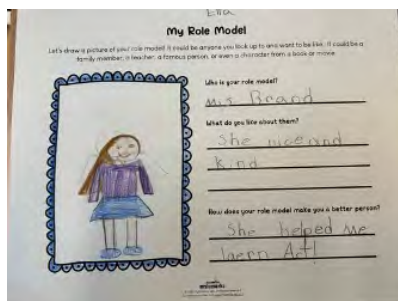 Ella
My Role Model
Let's draw a picture of your role model! It could be anyone you look up to and want to be like. It could be a
family member, a teacher, a famous person, or even a character from a book or movie.
Who is your role model?
Ms Brand
What do you like about them?
She nice and
kind
How does your role model make you a better person?
She helped me
lern Art!